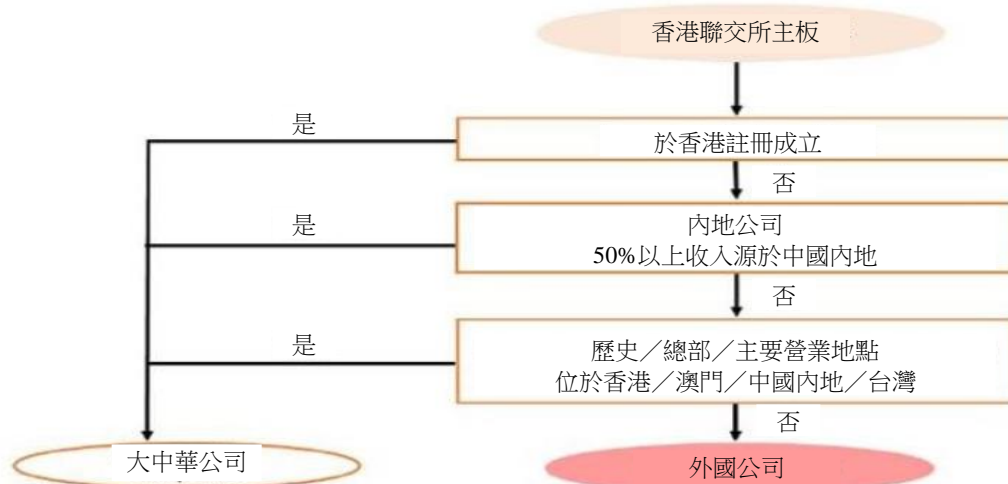 香港聯交所主板
是
於香港註冊成立
否
是
內地公司
50%以上收入源於中國內地
否
是
歷史／總部／主要營業地點
位於香港／澳門／中國內地／台灣
否
大中華公司
外國公司